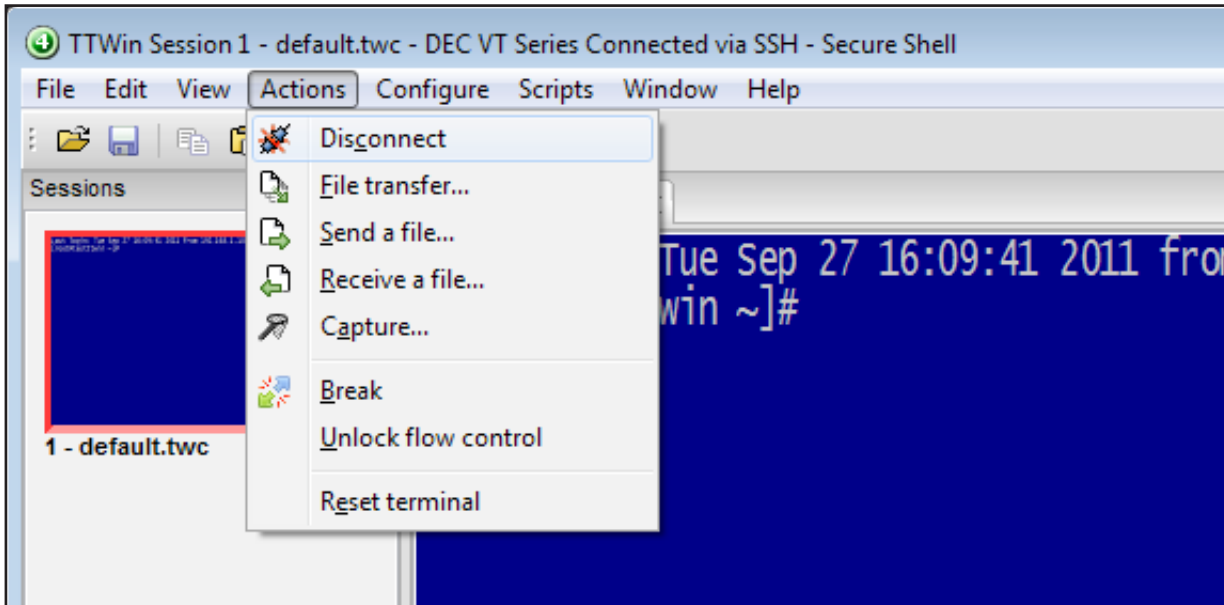 4 TTWin Session 1 - default.twc - DEC VT Series Connected via SSH - Secure Shell
File Edit View Actions Configure Scripts Window Help
Disconnect
Sessions
File transfer...
Send a file...
Receive a file...
Capture...
Break
Unlock flow control
Reset terminal
Tue Sep 27 16:09:41 2011 from
win ~]#
1 - default.twc